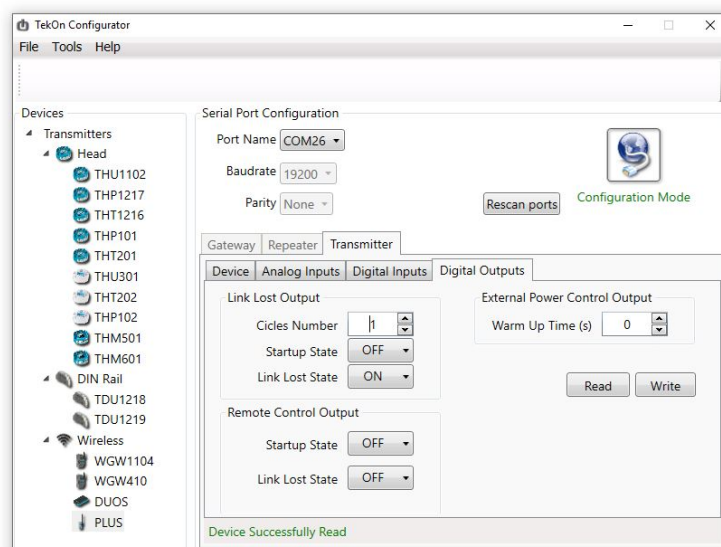 TekOn Configurator
File Tools Help
Devices
Transmitters
Head
THU1102
THP1217
THT1216
THP101
THT201
THU301
THT202
THP102
THM501
THM601
DIN Rail
TDU1218
TDU1219
Wireless
WGW1104
WGW410
DUOS
PLUS
Serial Port Configuration
Port Name COM26
Baudrate 19200
Parity None
Rescan ports
Configuration Mode
Gateway Repeater Transmitter
Device Analog Inputs Digital Inputs Digital Outputs
Link Lost Output
Cicles Number 1
Startup State OFF
Link Lost State ON
Remote Control Output
Startup State OFF
Link Lost State OFF
External Power Control Output
Warm Up Time (s) 0
Read Write
Device Successfully Read